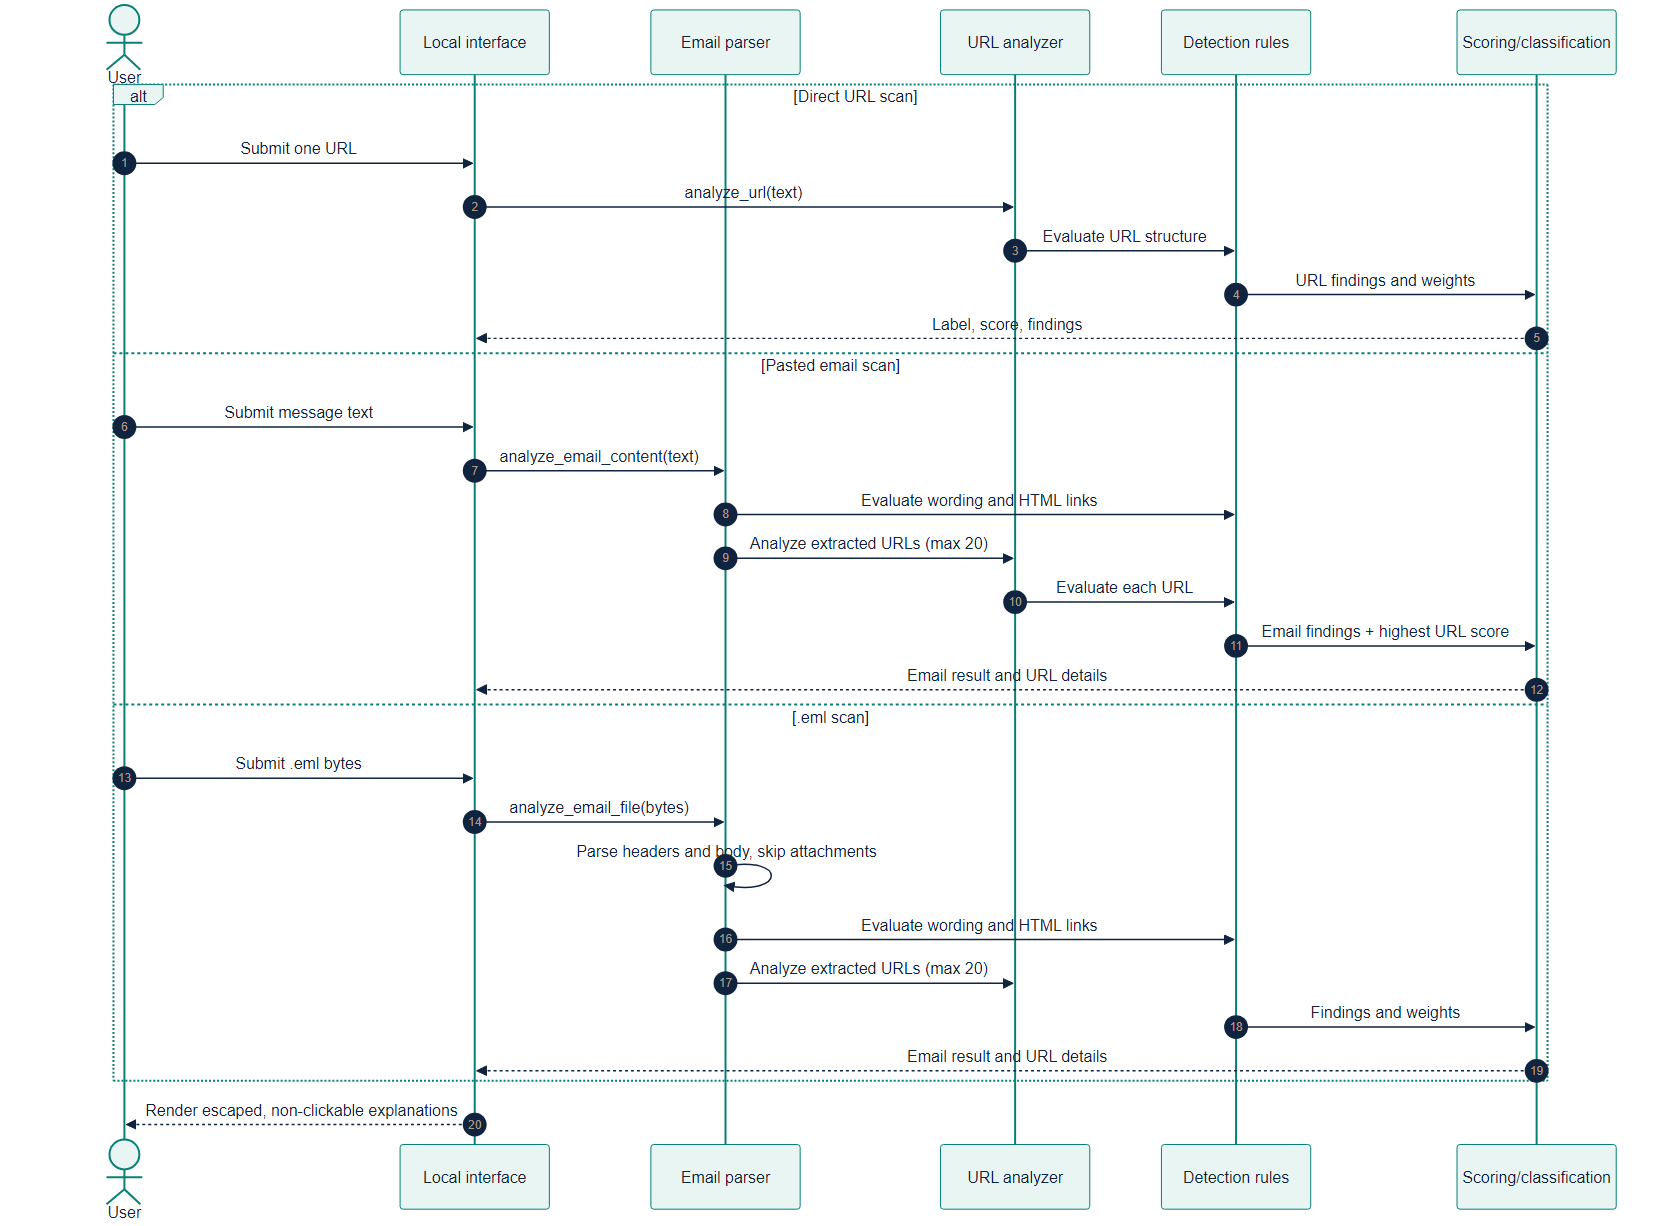 User
Local interface
Email parser
URL analyzer
Detection rules
Scoring/classification
alt
[Direct URL scan]
Submit one URL
1
analyze_url(text)
2
Evaluate URL structure
3
URL findings and weights
4
Label, score, findings
5
[Pasted email scan]
Submit message text
6
analyze_email_content(text)
7
Evaluate wording and HTML links
8
Analyze extracted URLs (max 20)
9
Evaluate each URL
10
Email findings + highest URL score
11
Email result and URL details
12
[.eml scan]
Submit .eml bytes
13
analyze_email_file(bytes)
14
Parse headers and body, skip attachments
15
Evaluate wording and HTML links
16
Analyze extracted URLs (max 20)
17
Findings and weights
18
Email result and URL details
19
Render escaped, non-clickable explanations
20
User
Local interface
Email parser
URL analyzer
Detection rules
Scoring/classification